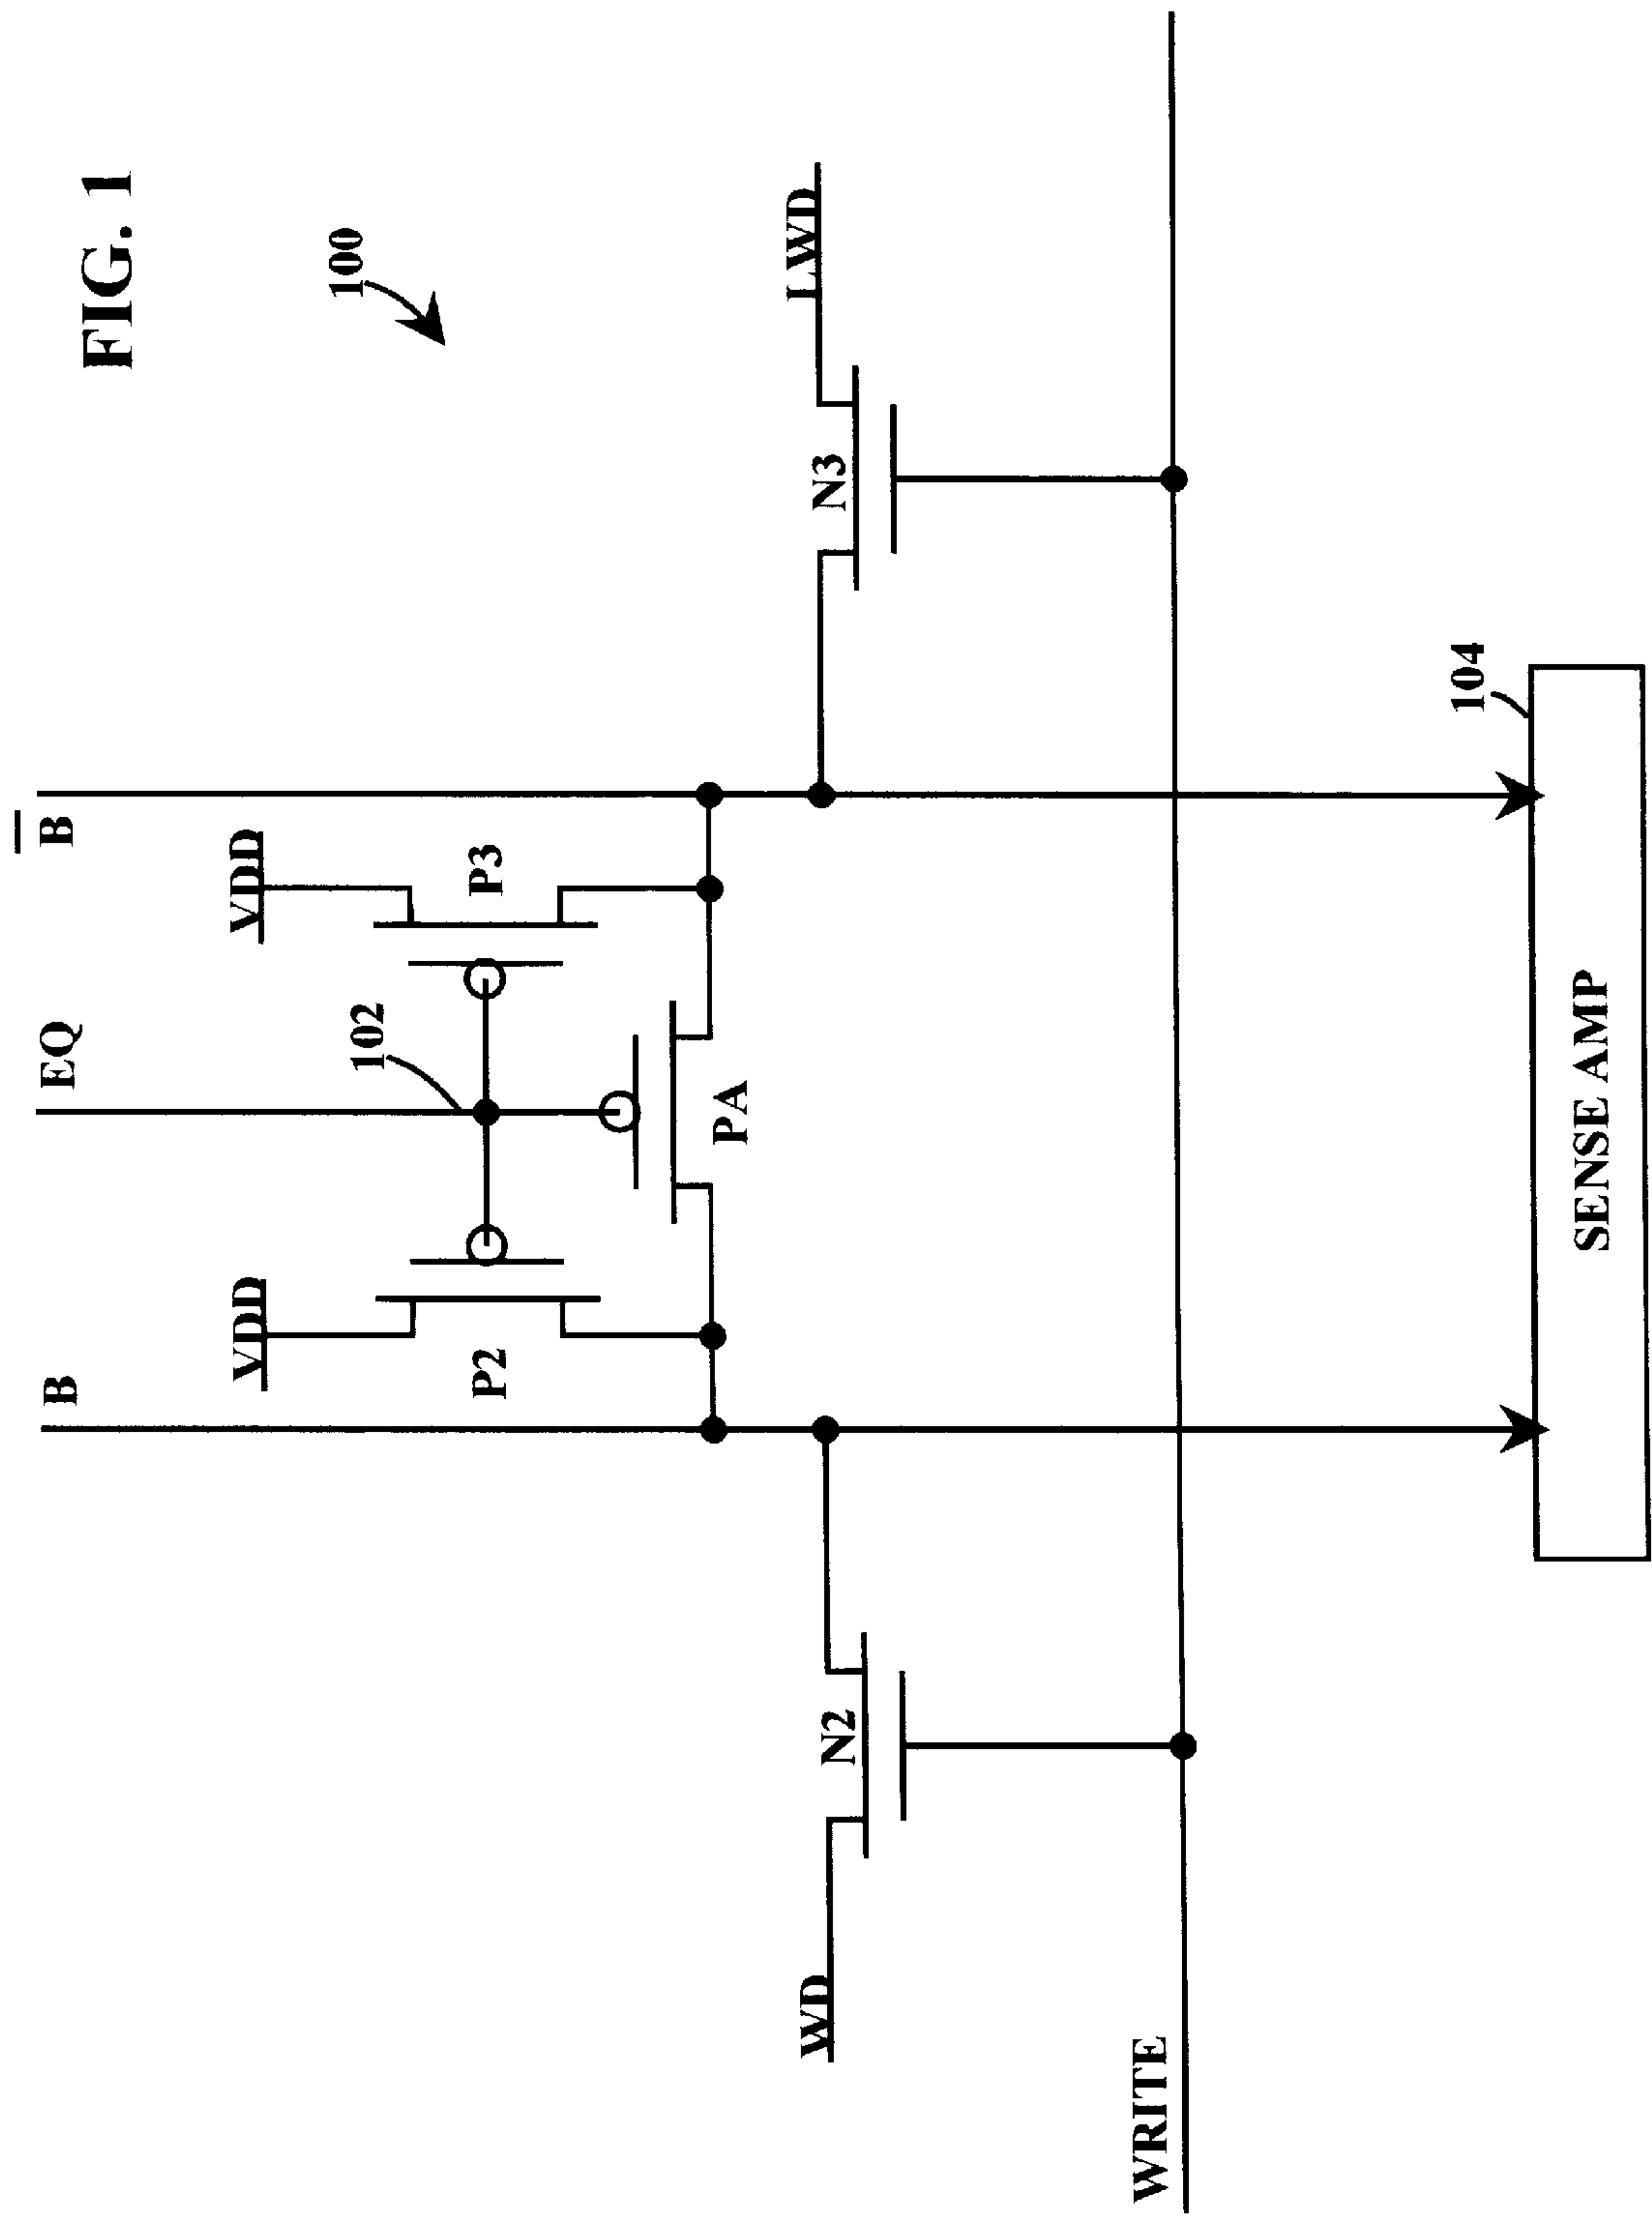 FIG. 1
100
B
EQ
B̅
VDD
VDD
102
P2
P3
PA
WD
N2
N3
LWD
WRITE
104
SENSE AMP